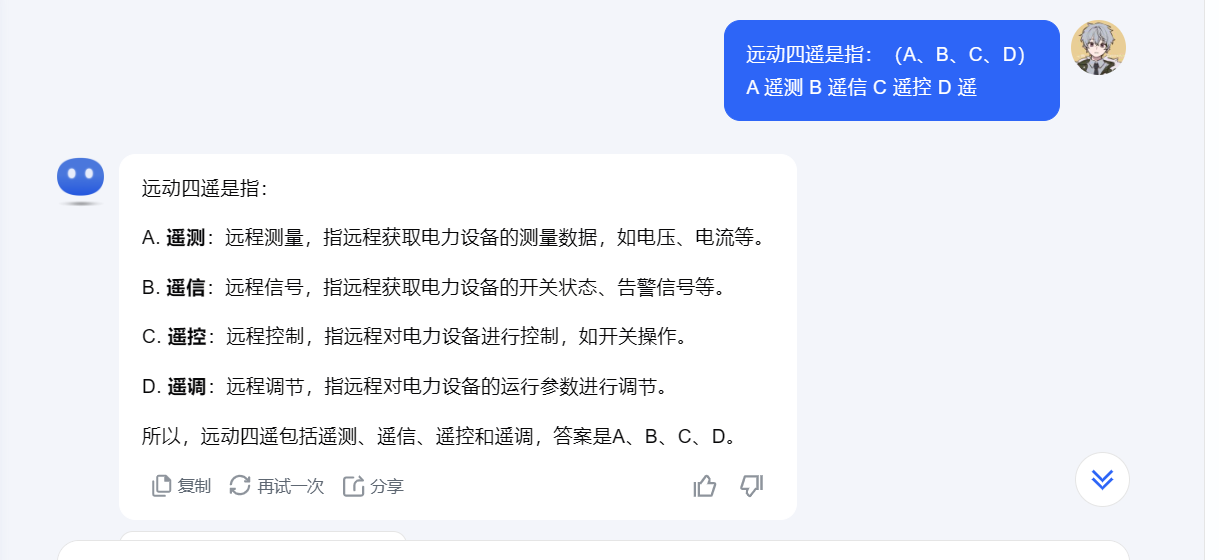 远动四遥是指：（A、B、C、D）
A 遥测 B 遥信 C 遥控 D 遥
远动四遥是指：
A. 遥测：远程测量，指远程获取电力设备的测量数据，如电压、电流等。
B. 遥信：远程信号，指远程获取电力设备的开关状态、告警信号等。
C. 遥控：远程控制，指远程对电力设备进行控制，如开关操作。
D. 遥调：远程调节，指远程对电力设备的运行参数进行调节。
所以，远动四遥包括遥测、遥信、遥控和遥调，答案是A、B、C、D。
复制 再试一次 分享